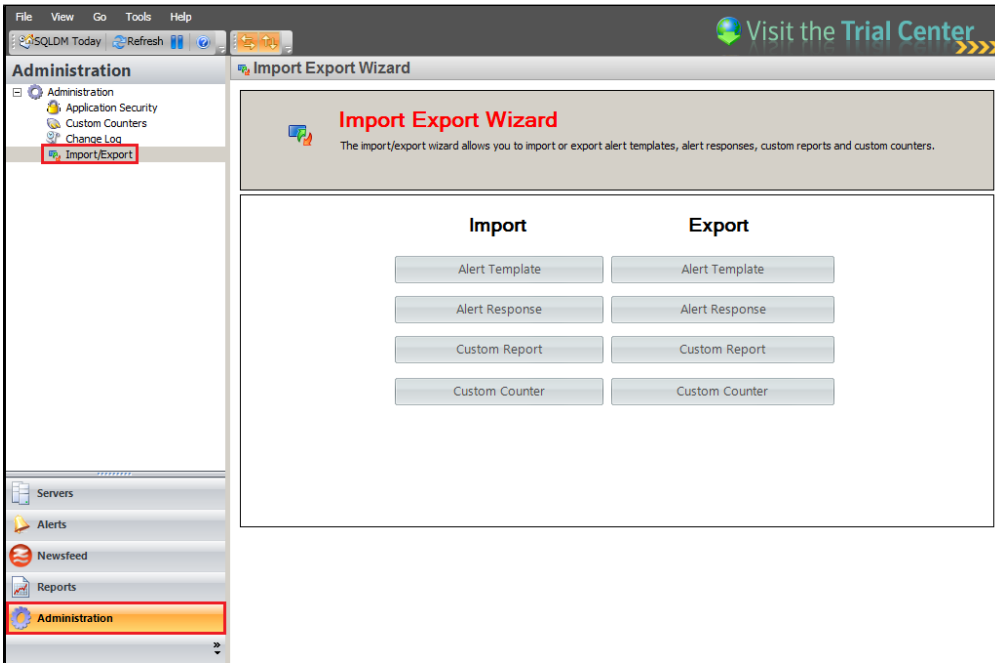 File View Go Tools Help
SQLDM Today Refresh
Visit the Trial Center
Administration
Import Export Wizard
Administration
Application Security
Custom Counters
Change Log
Import/Export
Import Export Wizard
The import/export wizard allows you to import or export alert templates, alert responses, custom reports and custom counters.
Import Export
Alert Template Alert Template
Alert Response Alert Response
Custom Report Custom Report
Custom Counter Custom Counter
Servers
Alerts
Newsfeed
Reports
Administration